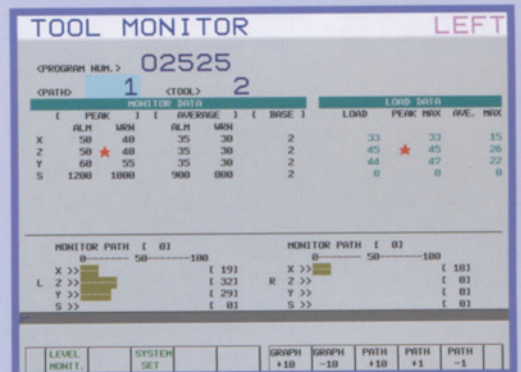 TOOL MONITOR LEFT
<PROGRAM NUM.> 02525
<PATH> 1 <TOOL> 2
MONITOR DATA LOAD DATA
[ PEAK ] [ AVERAGE ] [ BASE ] LOAD PEAK MAX AVE. MAX
ALM WRN ALM WRN
X 50 40 35 30 2 33 33 15
Z 50 ★ 40 35 30 2 45 ★ 45 26
Y 60 55 35 30 2 44 47 22
S 1200 1000 900 800 2 0 0 0
MONITOR PATH [ 0] MONITOR PATH [ 0]
0-------- 50--------100 0-------- 50--------100
X >> [ 19] X >> [ 18]
L Z >> [ 32] R Z >> [ 0]
Y >> [ 29] Y >> [ 0]
S >> [ 0] S >> [ 0]
LEVEL MONIT. SYSTEM SET GRAPH +10 GRAPH -10 PATH +10 PATH +1 PATH -1